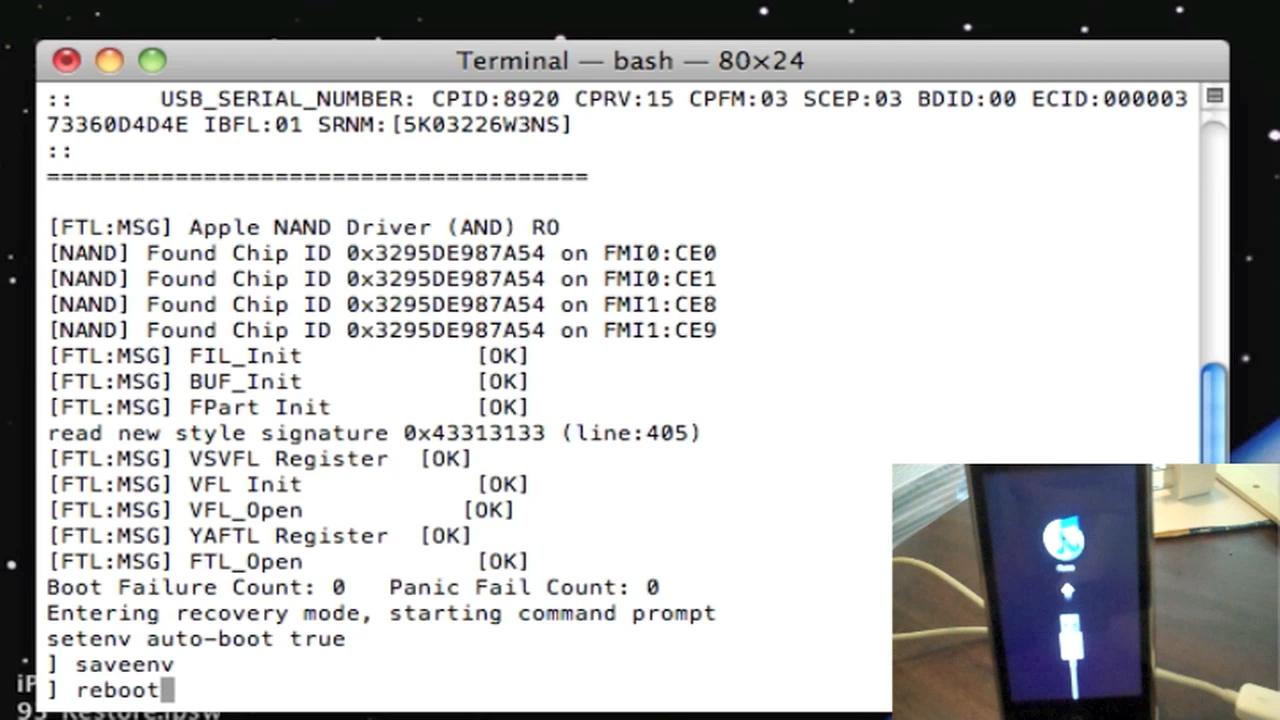 Terminal — bash — 80×24
:: USB_SERIAL_NUMBER: CPID:8920 CPRV:15 CPFM:03 SCEP:03 BDID:00 ECID:000003
73360D4D4E IBFL:01 SRNM:[5K03226W3NS]
::
======================================
[FTL:MSG] Apple NAND Driver (AND) RO
[NAND] Found Chip ID 0x3295DE987A54 on FMI0:CE0
[NAND] Found Chip ID 0x3295DE987A54 on FMI0:CE1
[NAND] Found Chip ID 0x3295DE987A54 on FMI1:CE8
[NAND] Found Chip ID 0x3295DE987A54 on FMI1:CE9
[FTL:MSG] FIL_Init [OK]
[FTL:MSG] BUF_Init [OK]
[FTL:MSG] FPart Init [OK]
read new style signature 0x43313133 (line:405)
[FTL:MSG] VSVFL Register [OK]
[FTL:MSG] VFL Init [OK]
[FTL:MSG] VFL_Open [OK]
[FTL:MSG] YAFTL Register [OK]
[FTL:MSG] FTL_Open [OK]
Boot Failure Count: 0 Panic Fail Count: 0
Entering recovery mode, starting command prompt
setenv auto-boot true
] saveenv
] reboot
iP